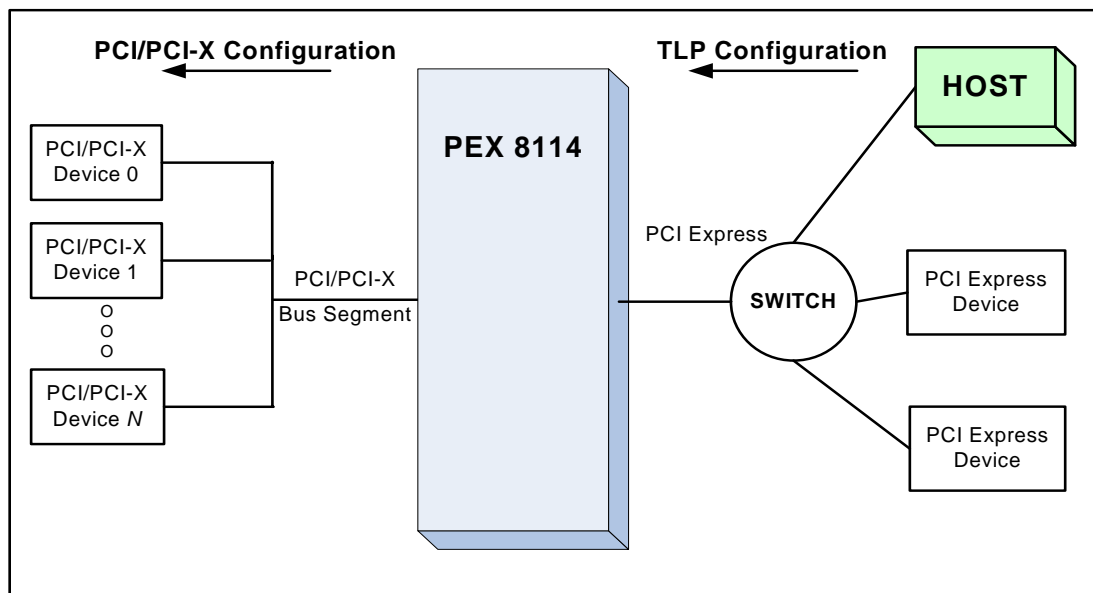 PCI/PCI-X Configuration
TLP Configuration
HOST
PEX 8114
PCI/PCI-X
Device 0
PCI/PCI-X
Device 1
O
O
O
PCI/PCI-X
Device N
PCI/PCI-X
Bus Segment
PCI Express
SWITCH
PCI Express
Device
PCI Express
Device